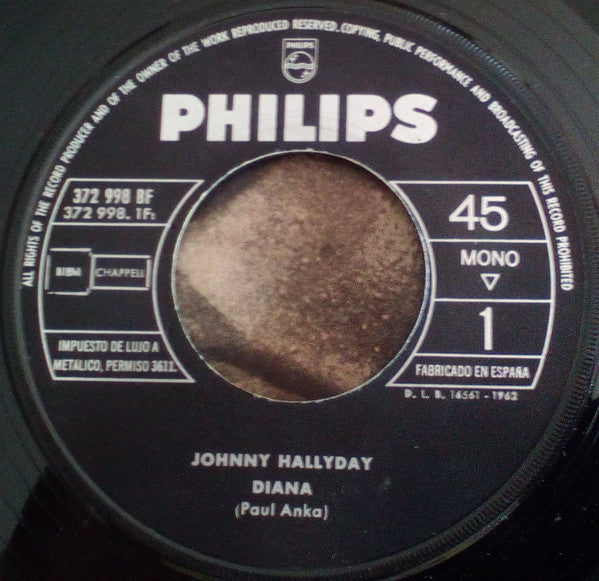 ALL RIGHTS OF THE RECORD PRODUCER AND OF THE OWNER OF THE WORK REPRODUCED RESERVED. COPYING, PUBLIC PERFORMANCE AND BROADCASTING OF THIS RECORD PROHIBITED
PHILIPS
PHILIPS
372 998 BF
372 998.1F
BIEM
CHAPPELL
IMPUESTO DE LUJO A
METALICO, PERMISO 3611.
45
MONO
▽
1
FABRICADO EN ESPAÑA
D. L. B. 16561 - 1962
JOHNNY HALLYDAY
DIANA
(Paul Anka)